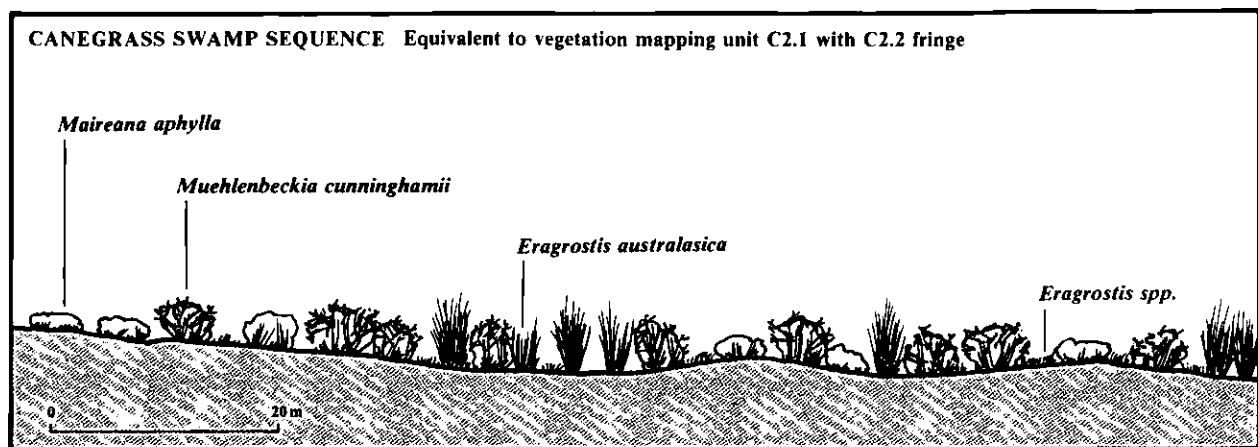 CANEGRASS SWAMP SEQUENCE Equivalent to vegetation mapping unit C2.1 with C2.2 fringe
Maireana aphylla
Muehlenbeckia cunninghamii
Eragrostis australasica
Eragrostis spp.
0 20 m